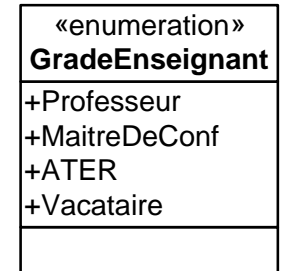 «enumeration»
GradeEnseignant
+Professeur
+MaitreDeConf
+ATER
+Vacataire